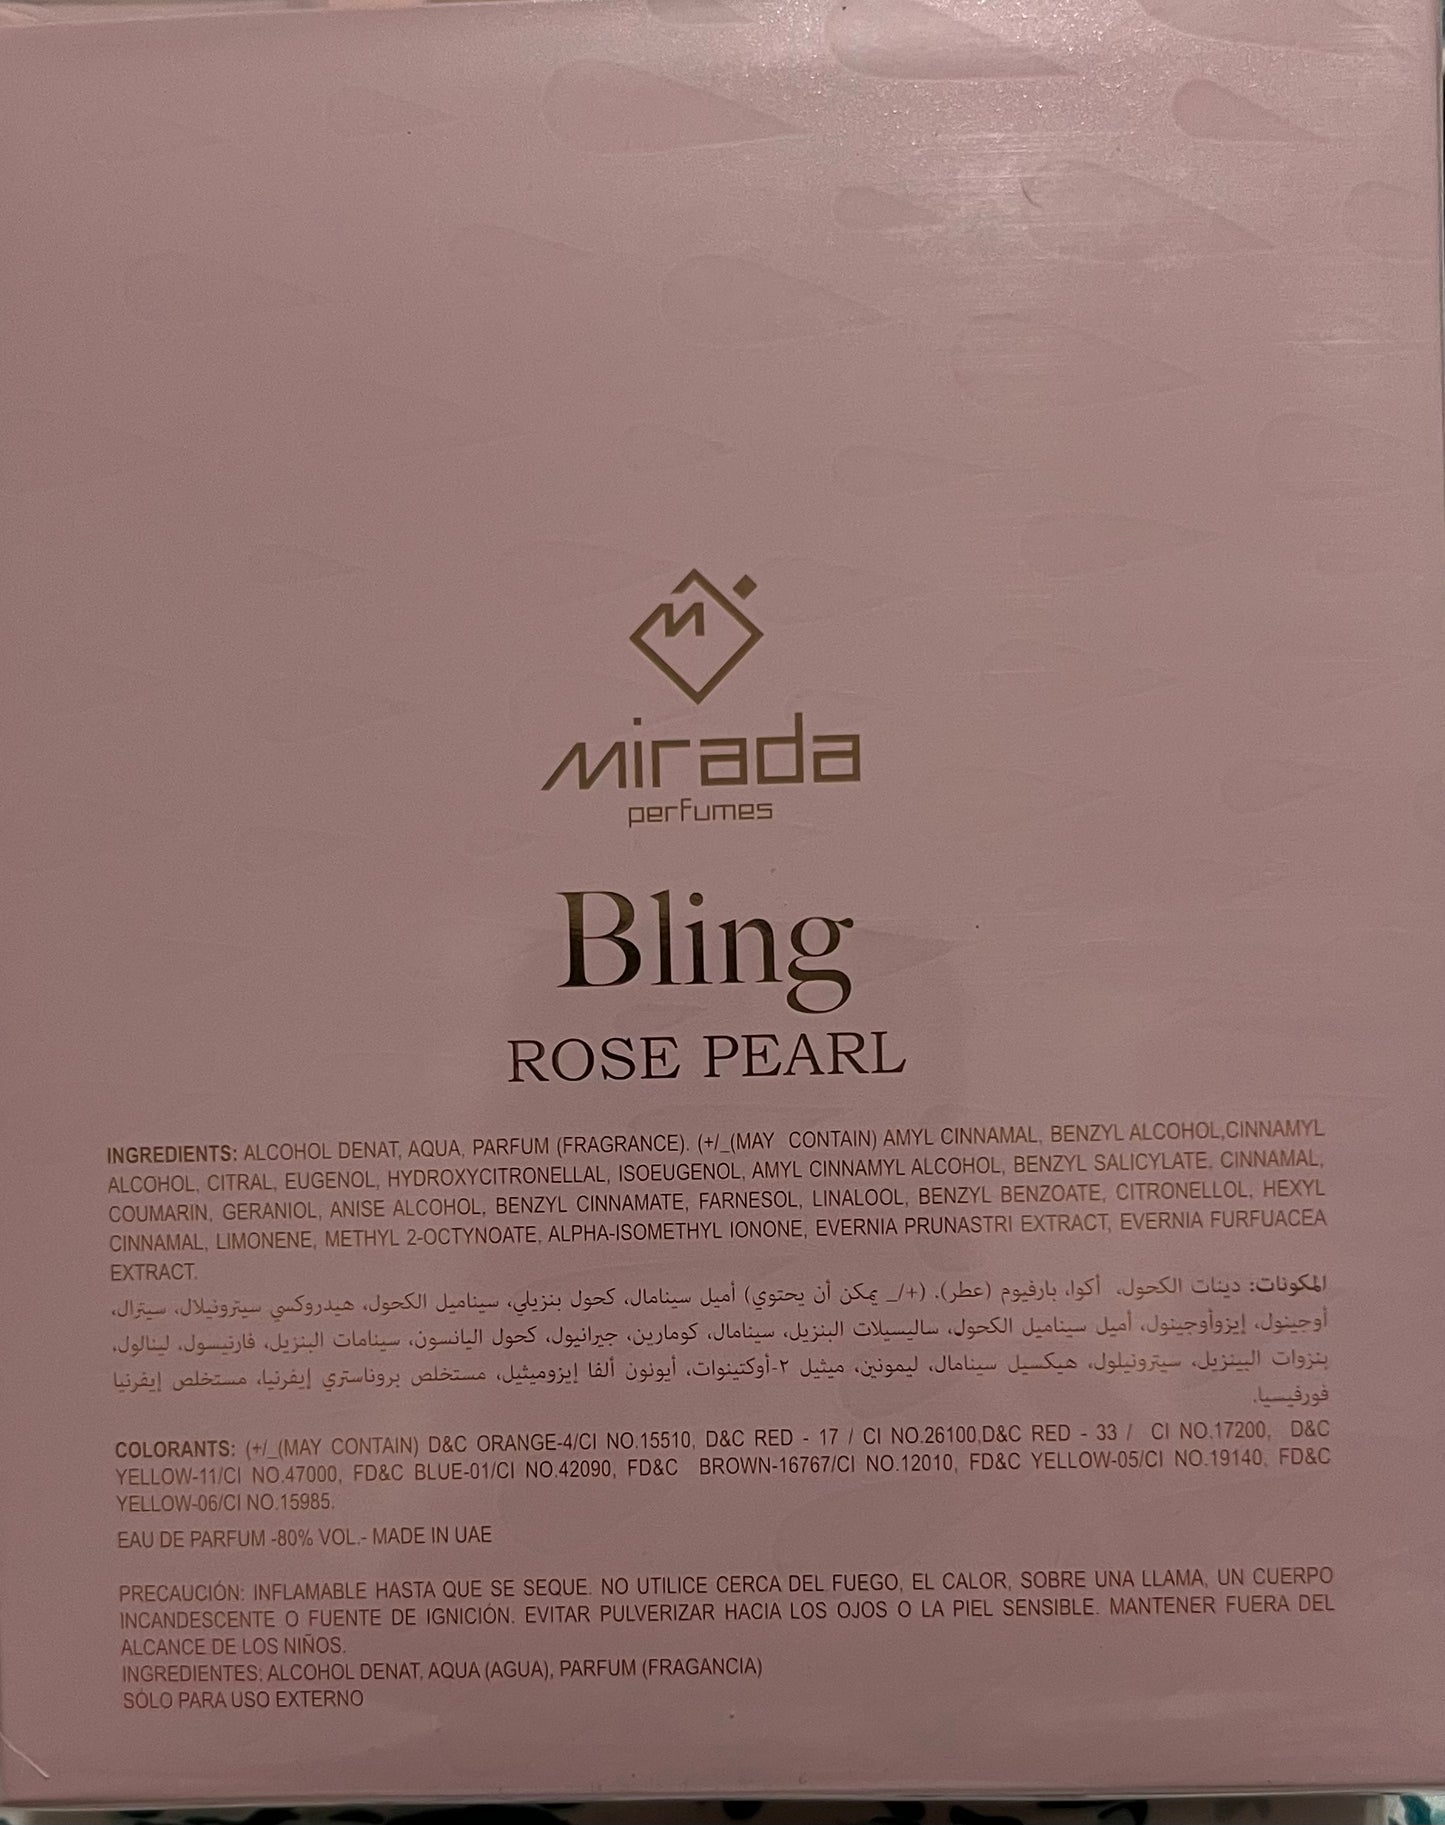 M
mirada
perfumes
Bling
ROSE PEARL
INGREDIENTS: ALCOHOL DENAT, AQUA, PARFUM (FRAGRANCE). (+/_(MAY CONTAIN) AMYL CINNAMAL, BENZYL ALCOHOL,CINNAMYL
ALCOHOL, CITRAL, EUGENOL, HYDROXYCITRONELLAL, ISOEUGENOL, AMYL CINNAMYL ALCOHOL, BENZYL SALICYLATE, CINNAMAL,
COUMARIN, GERANIOL, ANISE ALCOHOL, BENZYL CINNAMATE, FARNESOL, LINALOOL, BENZYL BENZOATE, CITRONELLOL, HEXYL
CINNAMAL, LIMONENE, METHYL 2-OCTYNOATE, ALPHA-ISOMETHYL IONONE, EVERNIA PRUNASTRI EXTRACT, EVERNIA FURFUACEA
EXTRACT.
المكونات: دينات الكحول، أكوا، بارفيوم (عطر). (+/_ يمكن أن يحتوي) أميل سينامال، كحول بنزيلي، سيناميل الكحول، هيدروكسي سيترونيلال، سيترال،
أوجينول، إيزوأوجينول، أميل سيناميل الكحول، ساليسيلات البنزيل، سينامال، كومارين، جيرانيول، كحول اليانسون، سينامات البنزيل، فارنيسول، لينالول،
بنزوات البينزيل، سيترونيلول، هيكسيل سينامال، ليمونين، ميثيل ٢-أوكتينوات، أيونون ألفا إيزوميثيل، مستخلص بروناستري إيفرنيا، مستخلص إيفرنيا
فورفيسيا.
COLORANTS: (+/_(MAY CONTAIN) D&C ORANGE-4/CI NO.15510, D&C RED - 17 / CI NO.26100,D&C RED - 33 / CI NO.17200, D&C
YELLOW-11/CI NO.47000, FD&C BLUE-01/CI NO.42090, FD&C BROWN-16767/CI NO.12010, FD&C YELLOW-05/CI NO.19140, FD&C
YELLOW-06/CI NO.15985.
EAU DE PARFUM -80% VOL.- MADE IN UAE
PRECAUCIÓN: INFLAMABLE HASTA QUE SE SEQUE. NO UTILICE CERCA DEL FUEGO, EL CALOR, SOBRE UNA LLAMA, UN CUERPO
INCANDESCENTE O FUENTE DE IGNICIÓN. EVITAR PULVERIZAR HACIA LOS OJOS O LA PIEL SENSIBLE. MANTENER FUERA DEL
ALCANCE DE LOS NIÑOS.
INGREDIENTES: ALCOHOL DENAT, AQUA (AGUA), PARFUM (FRAGANCIA)
SÓLO PARA USO EXTERNO